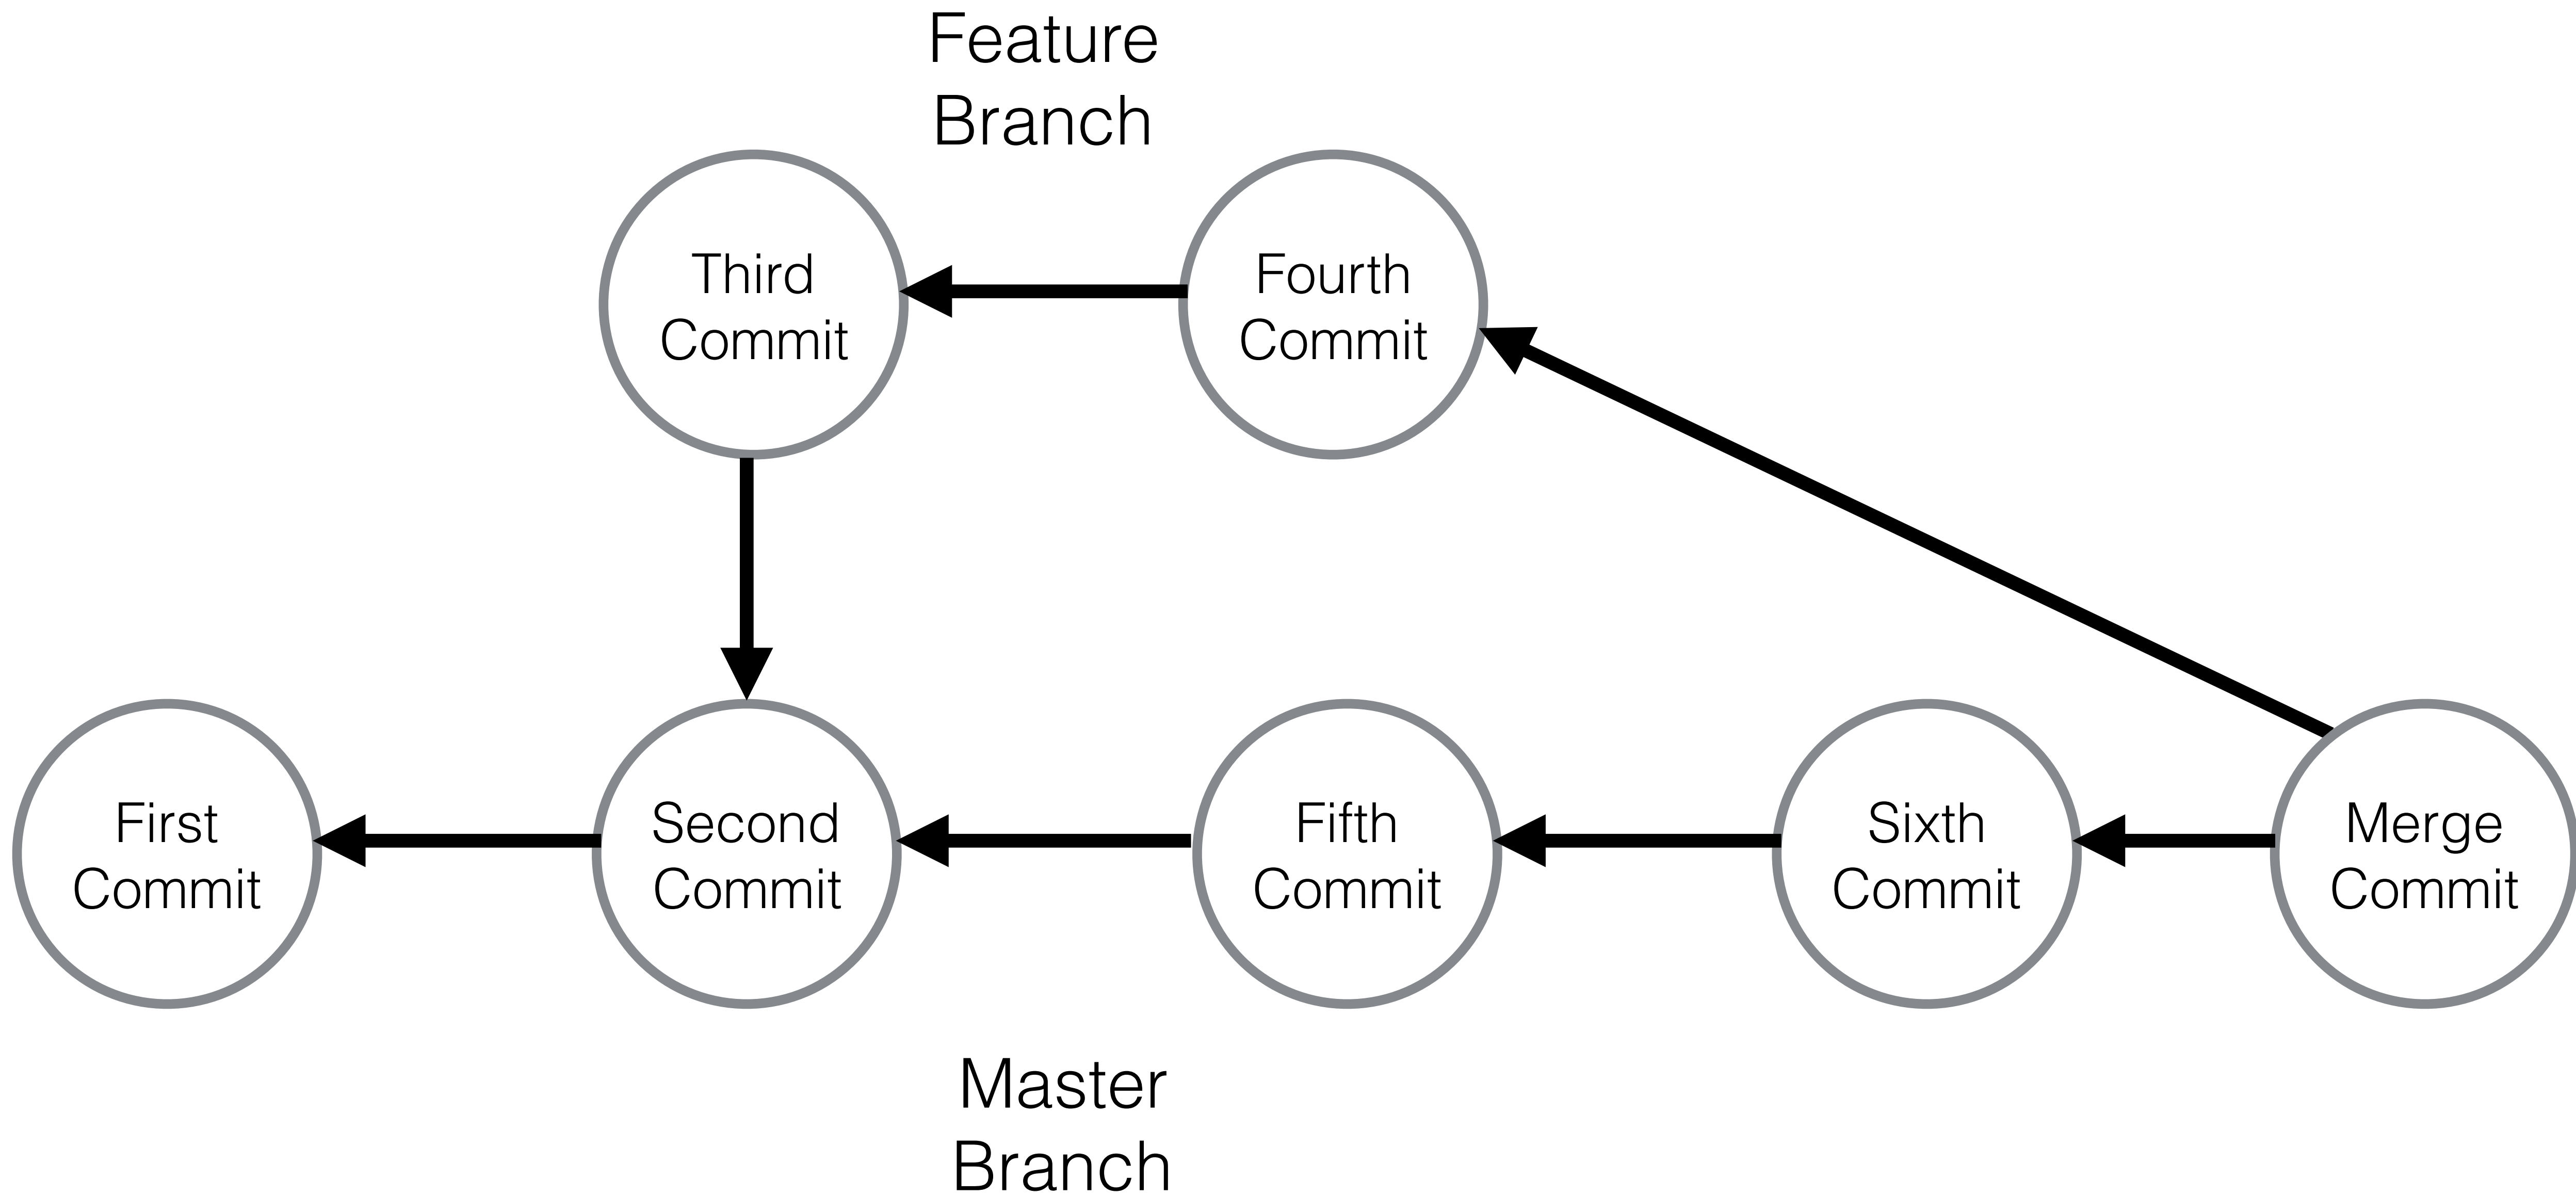 Feature
Branch
Third
Commit
Fourth
Commit
First
Commit
Second
Commit
Fifth
Commit
Sixth
Commit
Merge
Commit
Master
Branch